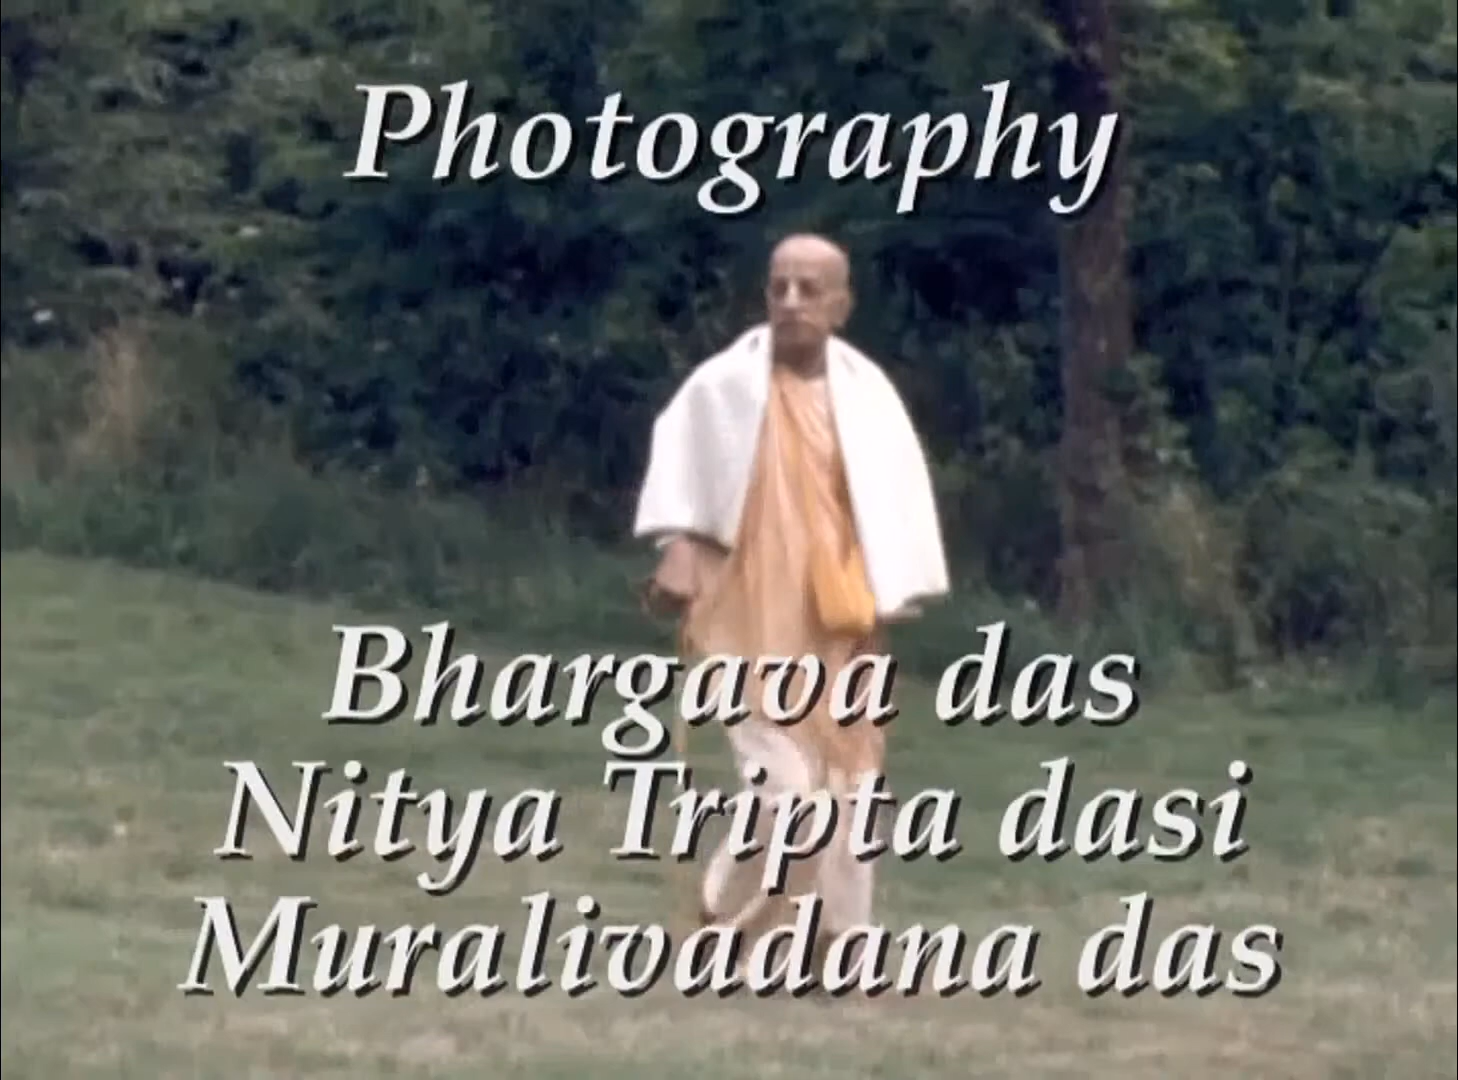 Photography
Bhargava das
Nitya Tripta dasi
Muralivadana das